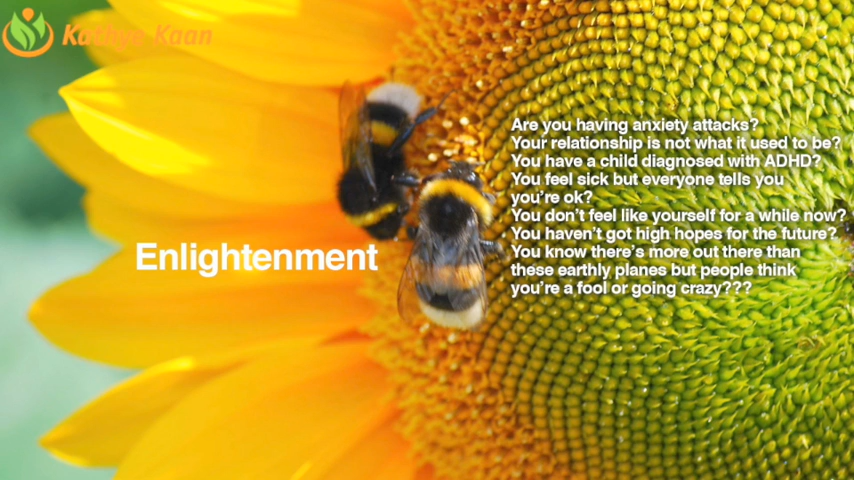 Kathye Kaan
Enlightenment
Are you having anxiety attacks?
Your relationship is not what it used to be?
You have a child diagnosed with ADHD?
You feel sick but everyone tells you
you're ok?
You don't feel like yourself for a while now?
You haven't got high hopes for the future?
You know there's more out there than
these earthly planes but people think
you're a fool or going crazy???